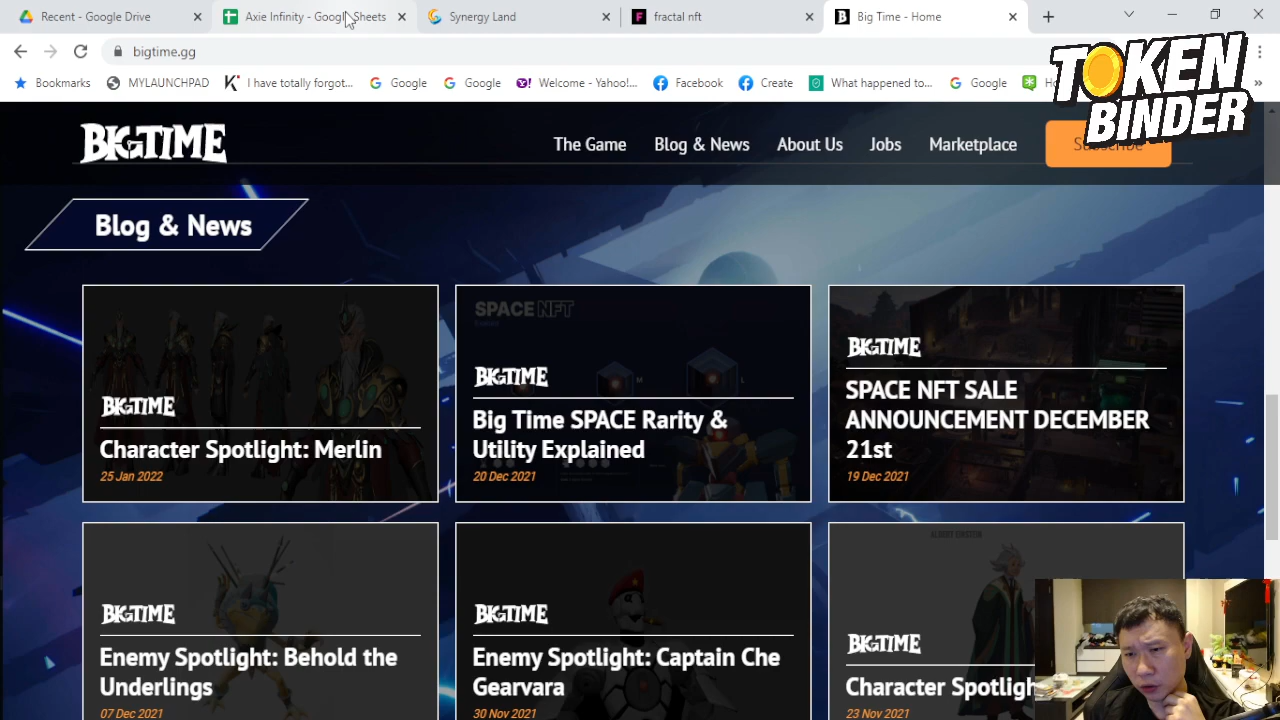 Recent - Google Drive
Axie Infinity - Google Sheets
Synergy Land
fractal nft
Big Time - Home
bigtime.gg
Bookmarks
MYLAUNCHPAD
I have totally forgot...
Google
Google
Welcome - Yahoo!...
Facebook
Create
What happened to...
Google
TOKEN
BINDER
BIGTIME
The Game
Blog & News
About Us
Jobs
Marketplace
Subscribe
Blog & News
BIGTIME
Character Spotlight: Merlin
25 Jan 2022
SPACE NFT
BIGTIME
Big Time SPACE Rarity &
Utility Explained
20 Dec 2021
BIGTIME
SPACE NFT SALE
ANNOUNCEMENT DECEMBER
21st
19 Dec 2021
BIGTIME
Enemy Spotlight: Behold the
Underlings
07 Dec 2021
BIGTIME
Enemy Spotlight: Captain Che
Gearvara
30 Nov 2021
ALBERT EINSTEIN
BIGTIME
Character Spotligh
23 Nov 2021